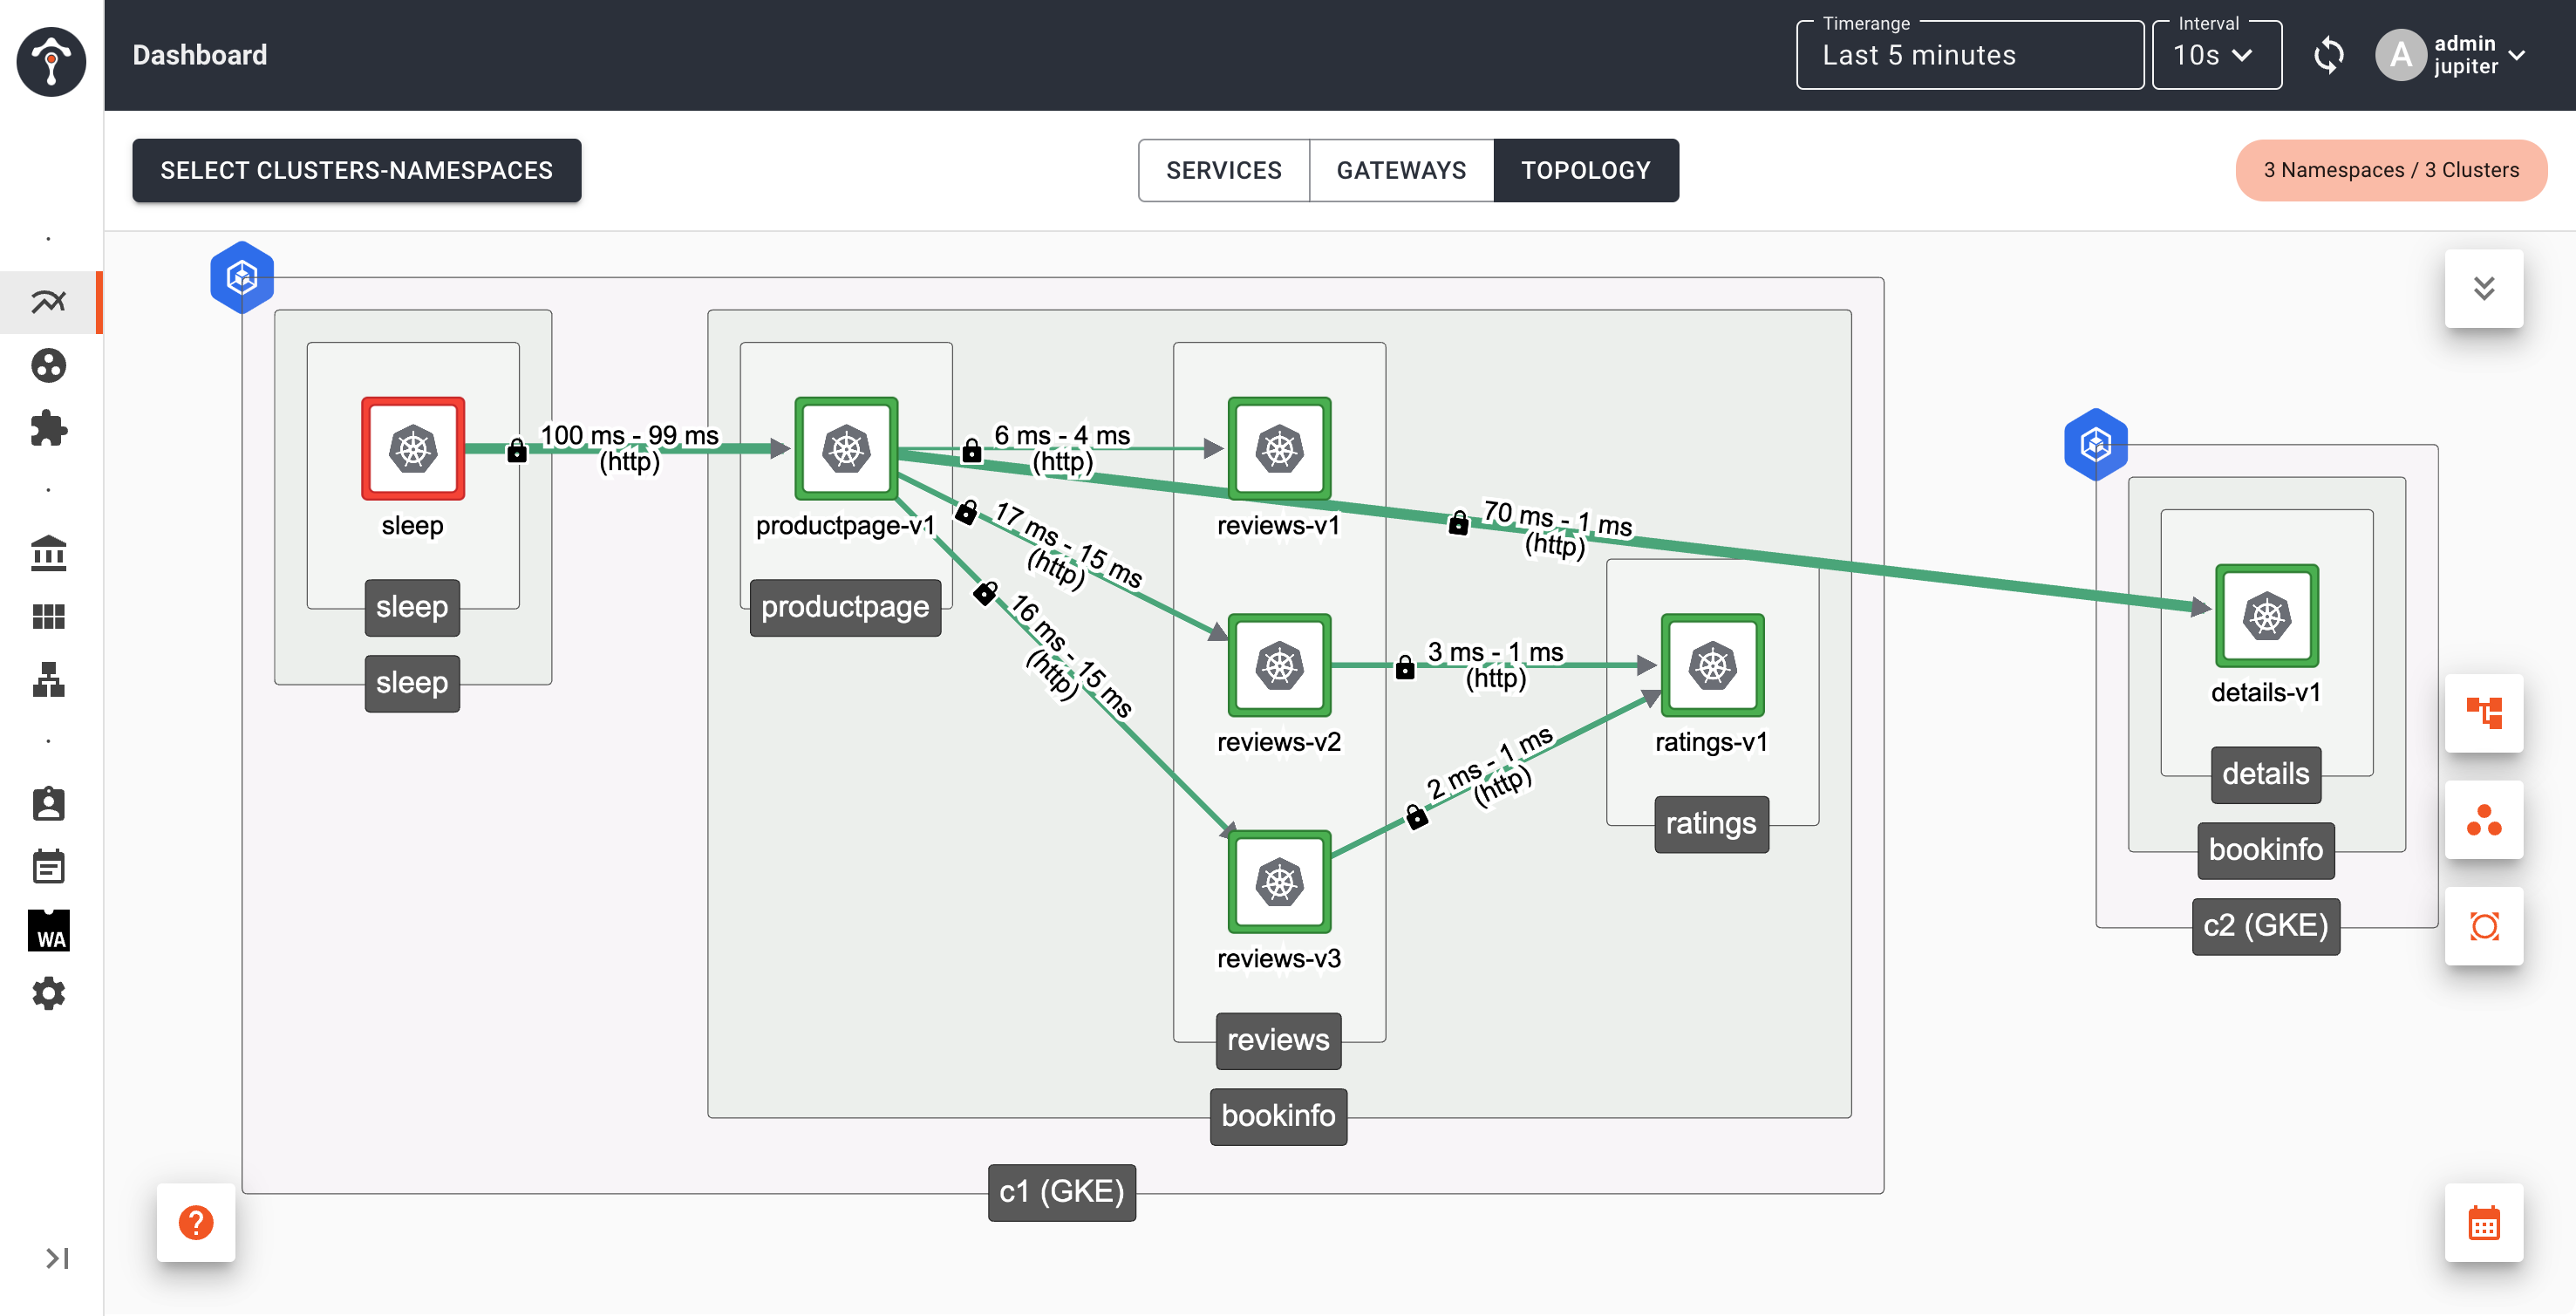 Dashboard
Timerange
Last 5 minutes
Interval
10s
A
admin
jupiter
SELECT CLUSTERS-NAMESPACES
SERVICES
GATEWAYS
TOPOLOGY
3 Namespaces / 3 Clusters
100 ms - 99 ms
(http)
6 ms - 4 ms
(http)
sleep
productpage-v1
reviews-v1
70 ms - 1 ms
(http)
17 ms - 15 ms
(http)
16 ms - 15 ms
(http)
sleep
productpage
sleep
3 ms - 1 ms
(http)
reviews-v2
ratings-v1
details-v1
2 ms - 1 ms
(http)
ratings
details
bookinfo
c2 (GKE)
reviews-v3
reviews
bookinfo
c1 (GKE)
WA
?